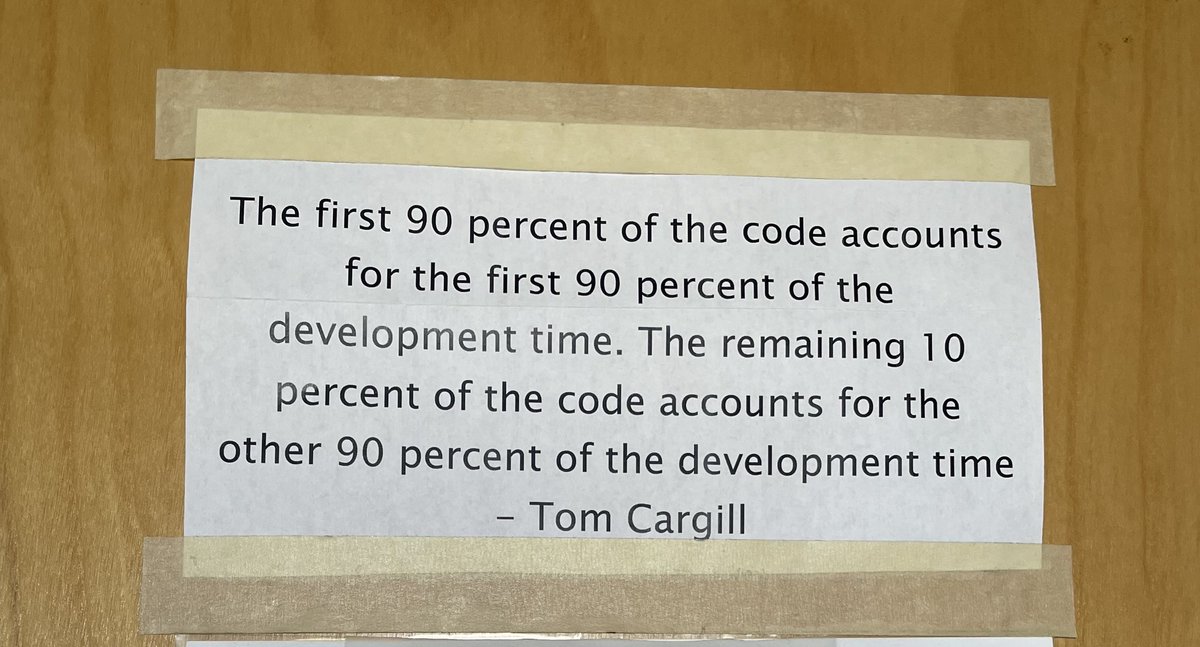 The first 90 percent of the code accounts
for the first 90 percent of the
development time. The remaining 10
percent of the code accounts for the
other 90 percent of the development time
– Tom Cargill